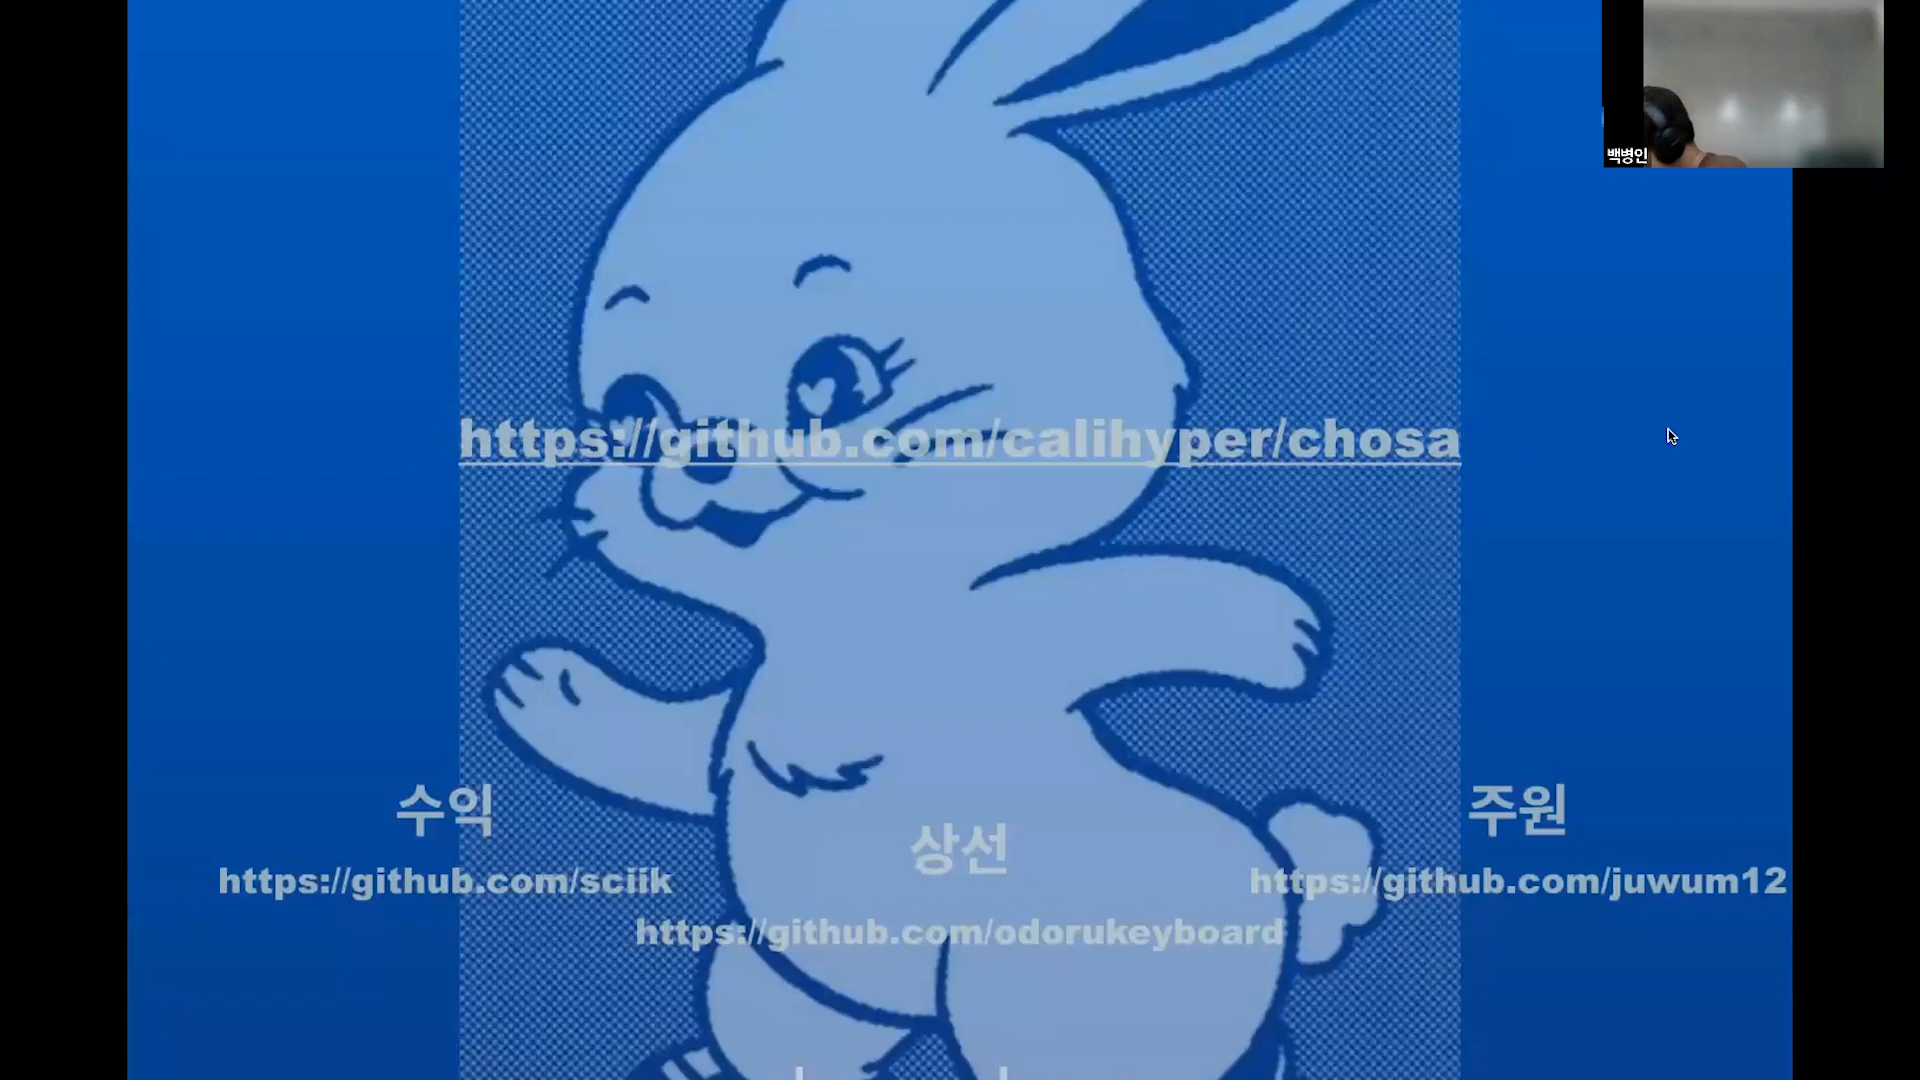 백병인
https://github.com/calihyper/chosa
수익
주원
상선
https://github.com/sciik
https://github.com/juwum12
https://github.com/odorukeyboard